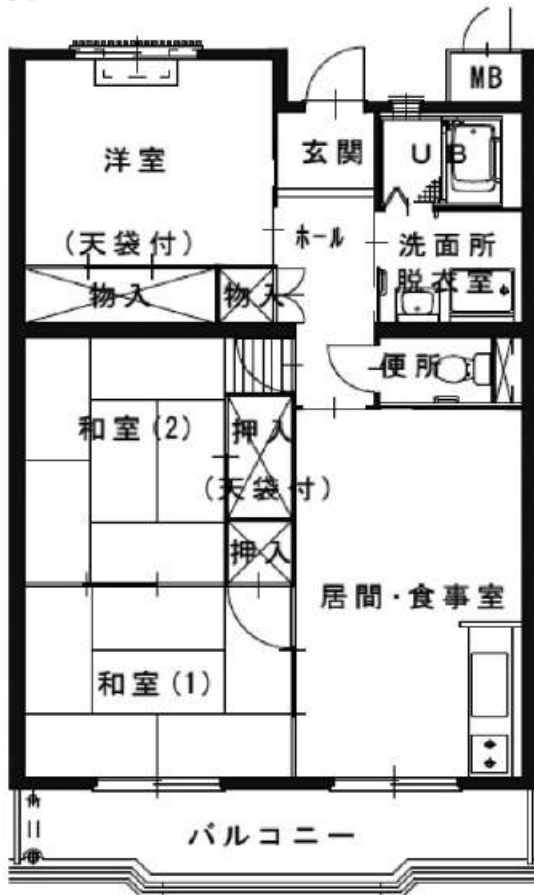 MB
玄関
UB
洋室
ホール
洗面所
脱衣室
(天袋付)
物入
物入
便所
和室(2)
押入
(天袋付)
押入
居間・食事室
和室(1)
バルコニー